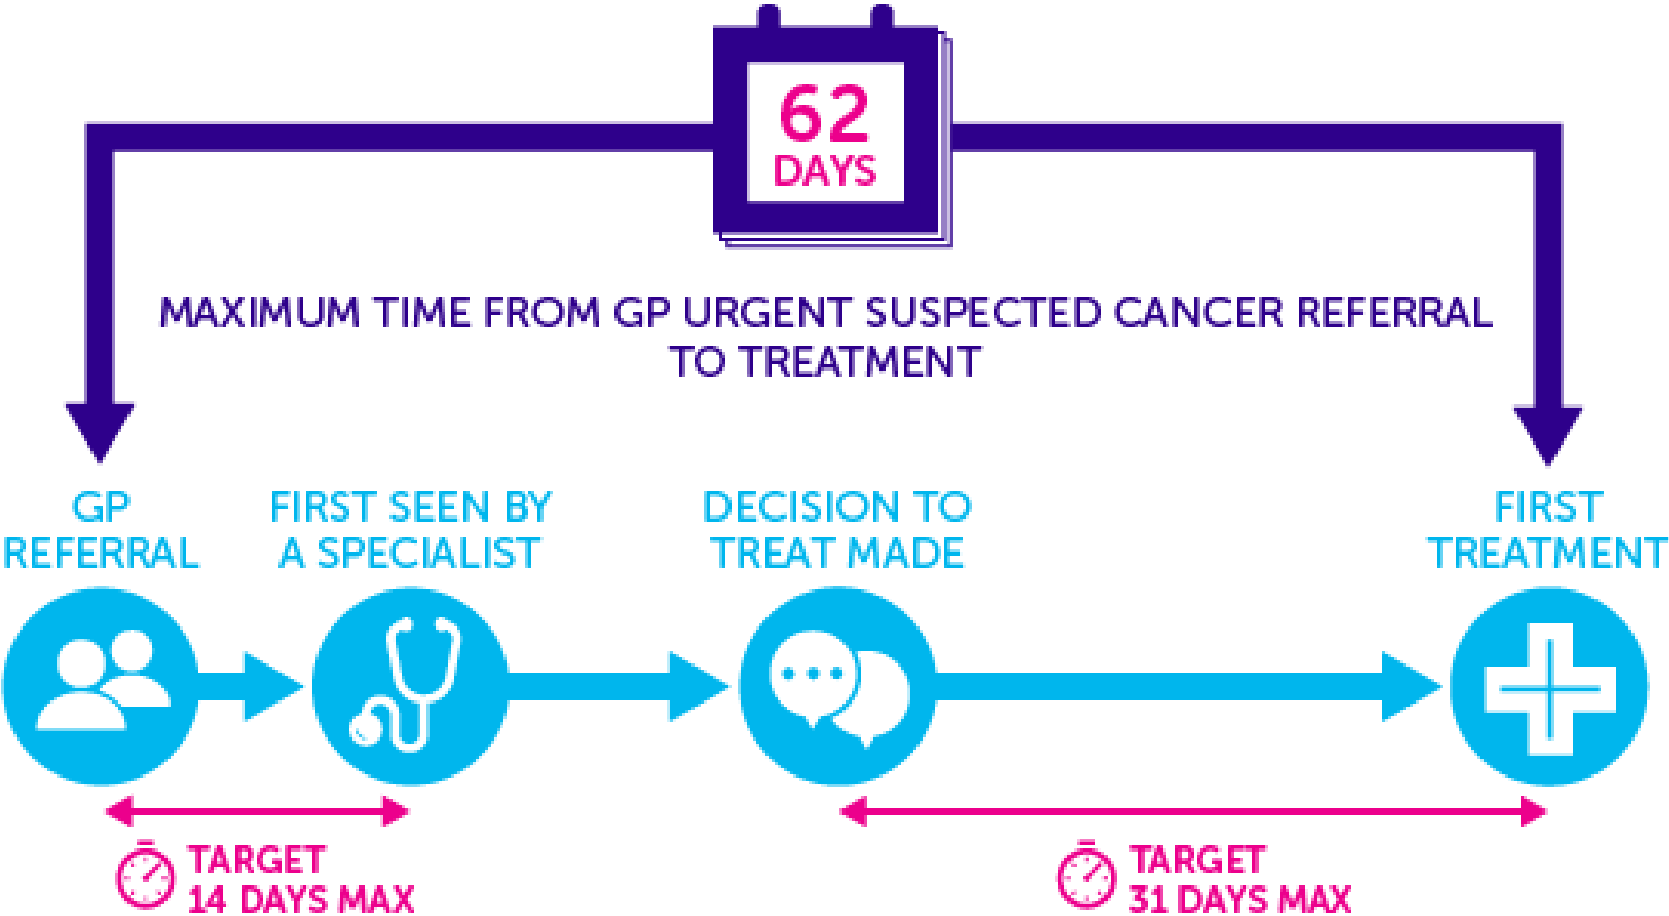 62
DAYS
MAXIMUM TIME FROM GP URGENT SUSPECTED CANCER REFERRAL
TO TREATMENT
GP
REFERRAL
FIRST SEEN BY
A SPECIALIST
DECISION TO
TREAT MADE
FIRST
TREATMENT
TARGET
14 DAYS MAX
TARGET
31 DAYS MAX